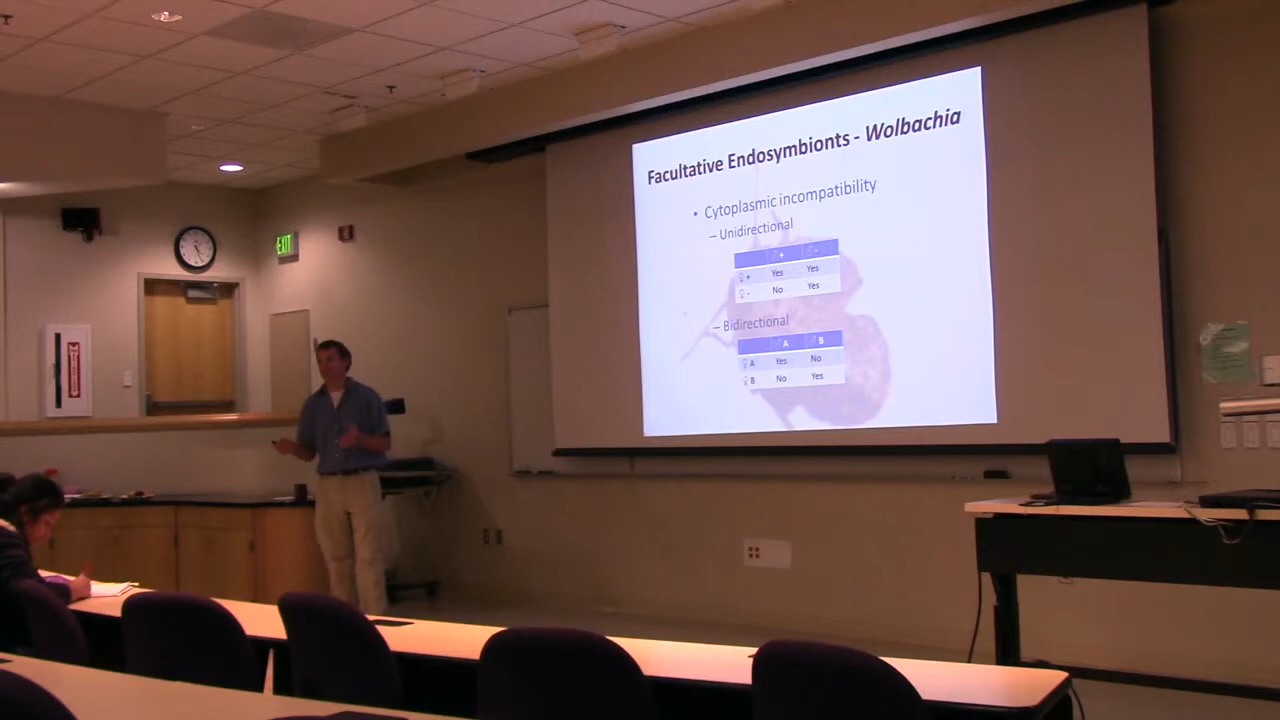 Facultative Endosymbionts - Wolbachia
• Cytoplasmic incompatibility
– Unidirectional
♂+ ♂-
♀+ Yes Yes
♀- No Yes
– Bidirectional
♂A ♂B
♀A Yes No
♀B No Yes
EXIT